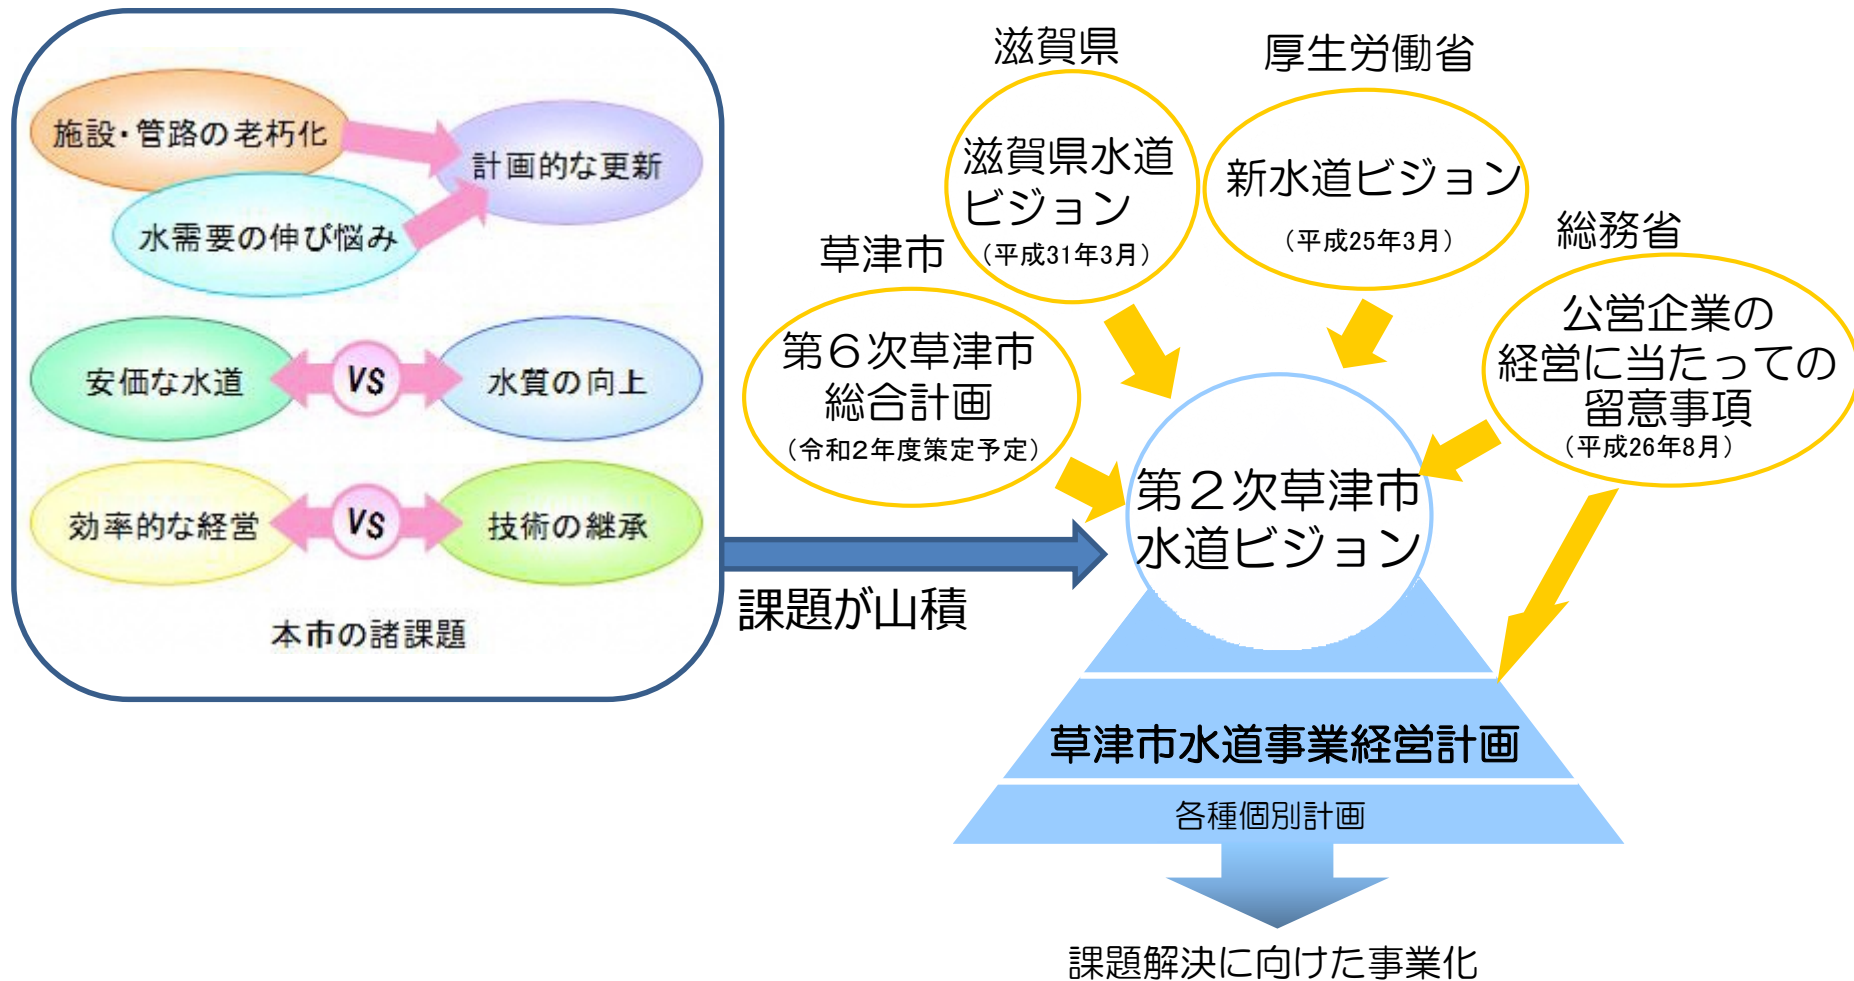 施設・管路の老朽化
計画的な更新
水需要の伸び悩み
安価な水道
VS
水質の向上
効率的な経営
VS
技術の継承
本市の諸課題
課題が山積
滋賀県
滋賀県水道
ビジョン
(平成31年3月)
厚生労働省
新水道ビジョン
(平成25年3月)
草津市
第6次草津市
総合計画
(令和2年度策定予定)
総務省
公営企業の
経営に当たっての
留意事項
(平成26年8月)
第2次草津市
水道ビジョン
草津市水道事業経営計画
各種個別計画
課題解決に向けた事業化